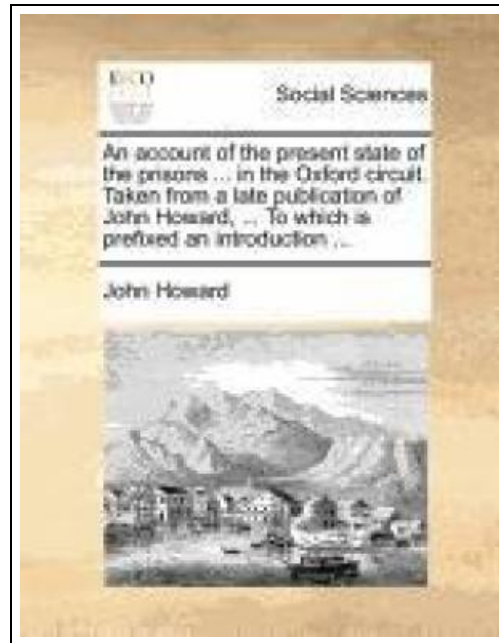 ECCO
Social Sciences
An account of the present state of
the prisons ... in the Oxford circuit.
Taken from a late publication of
John Howard, ... To which is
prefixed an introduction ...
John Howard